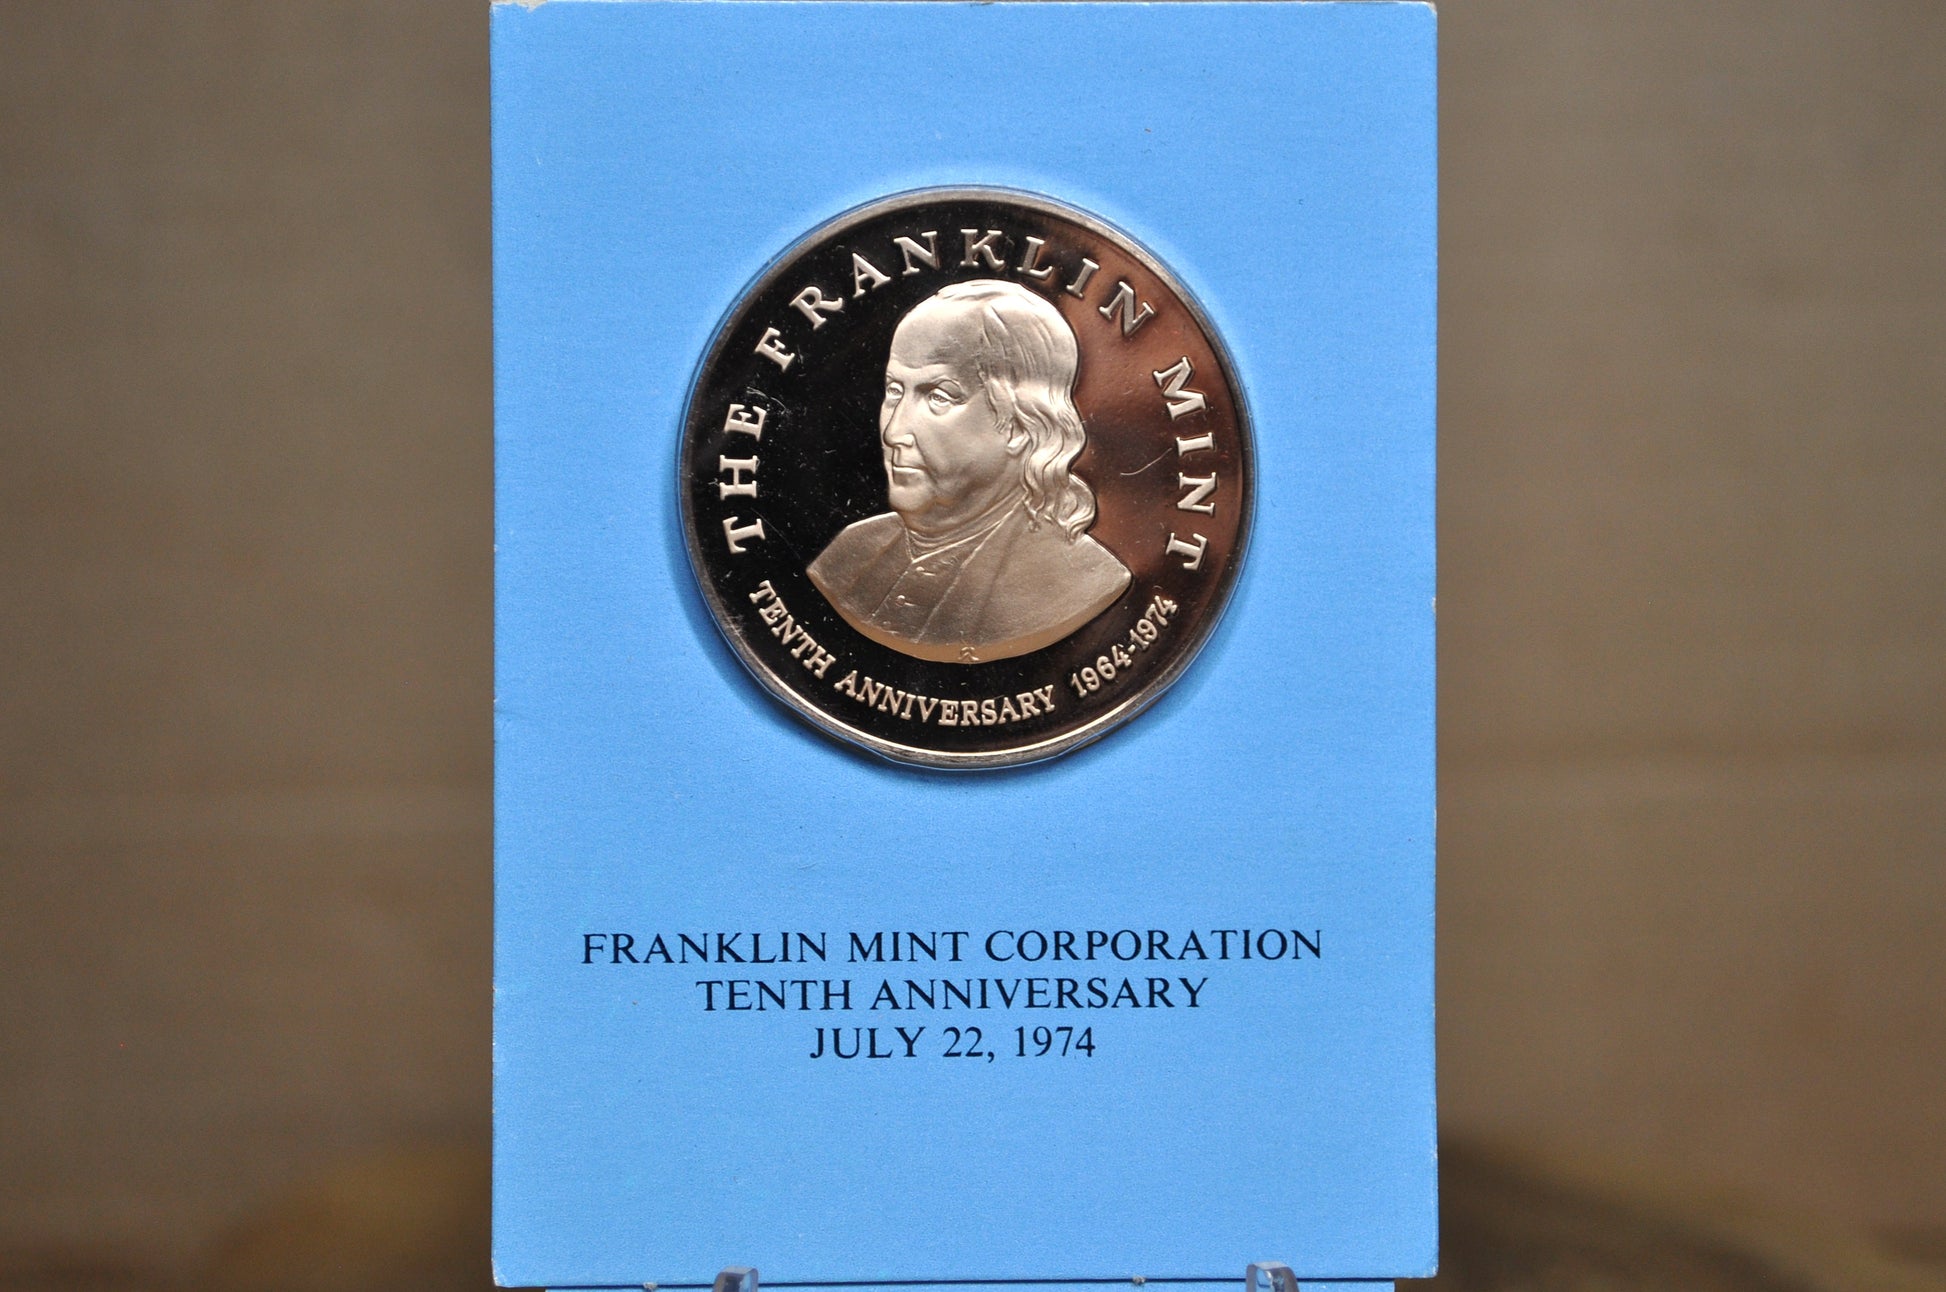 THE FRANKLIN MINT
TENTH ANNIVERSARY 1964-1974
FRANKLIN MINT CORPORATION
TENTH ANNIVERSARY
JULY 22, 1974